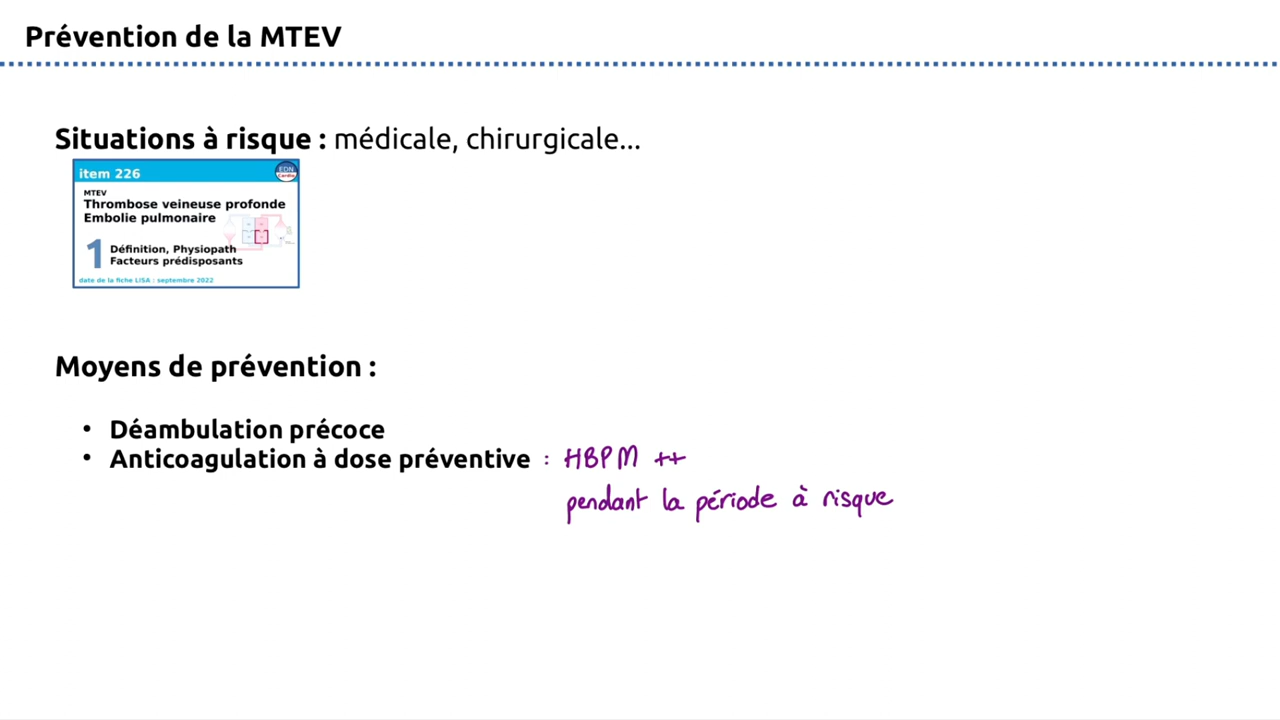 Prévention de la MTEV
Situations à risque : médicale, chirurgicale...
item 226
EDN
Cardio
MTEV
Thrombose veineuse profonde
Embolie pulmonaire
1
Définition, Physiopath
Facteurs prédisposants
date de la fiche LISA : septembre 2022
Moyens de prévention :
• Déambulation précoce
• Anticoagulation à dose préventive : HBPM ++
pendant la période à risque